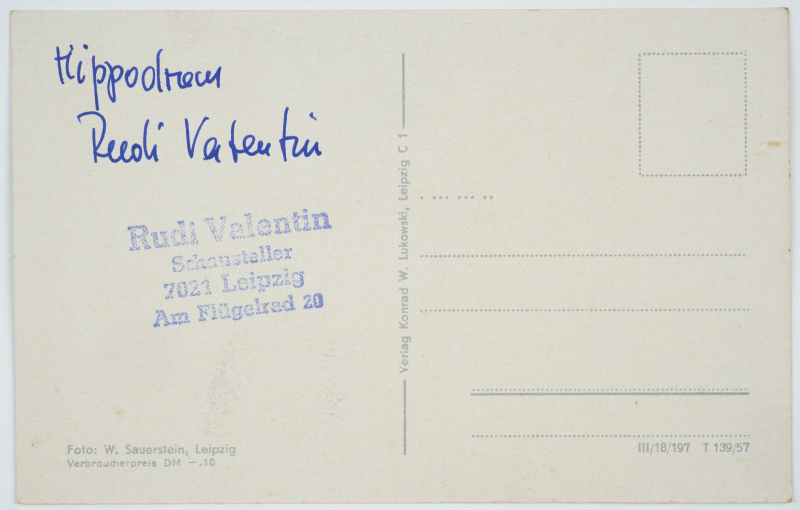 Hippodrom
Rudi Valentin
Rudi Valentin
Schausteller
7021 Leipzig
Am Flügelrad 20
Foto: W. Sauerstein, Leipzig
Verbraucherpreis DM –.10
Verlag Konrad W. Lukowski, Leipzig C 1
III/18/197 T 139/57